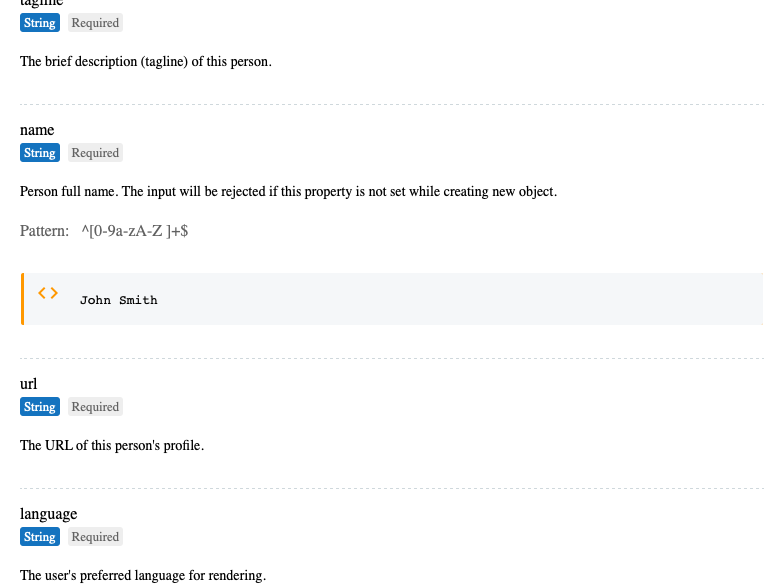 tagline
String Required
The brief description (tagline) of this person.
name
String Required
Person full name. The input will be rejected if this property is not set while creating new object.
Pattern: ^[0-9a-zA-Z ]+$
<> John Smith
url
String Required
The URL of this person's profile.
language
String Required
The user's preferred language for rendering.